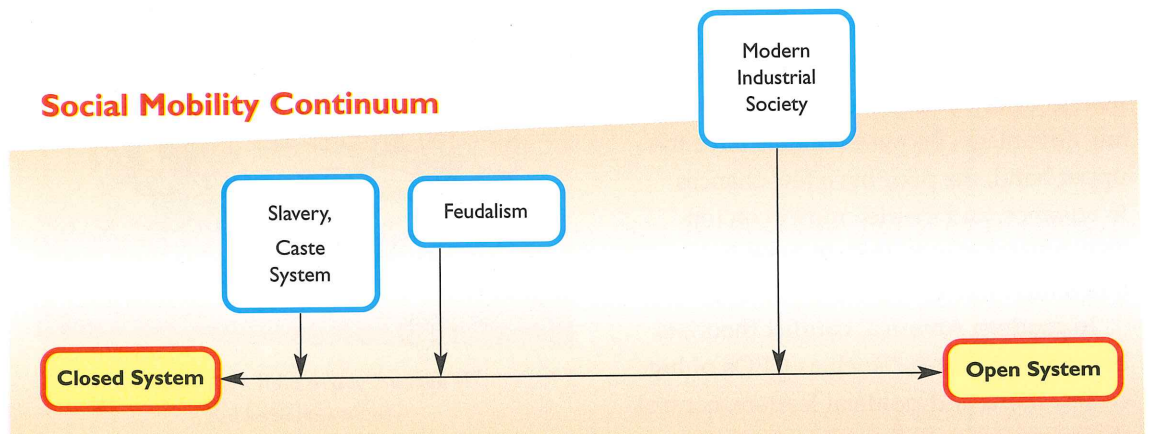 Social Mobility Continuum
Modern
Industrial
Society
Slavery,
Caste
System
Feudalism
Closed System
Open System